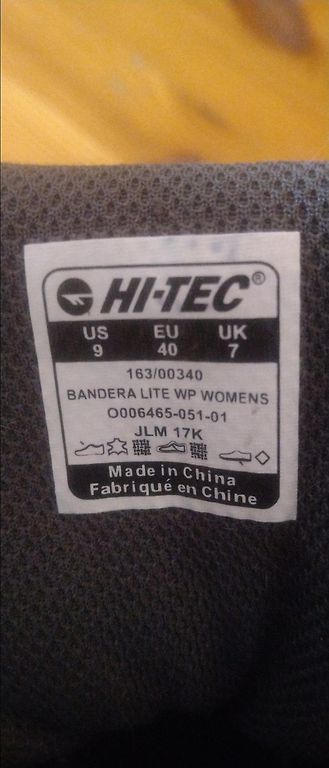 HI-TEC®
US EU UK
9 40 7
163/00340
BANDERA LITE WP WOMENS
O006465-051-01
JLM 17K
Made in China
Fabriqué en Chine